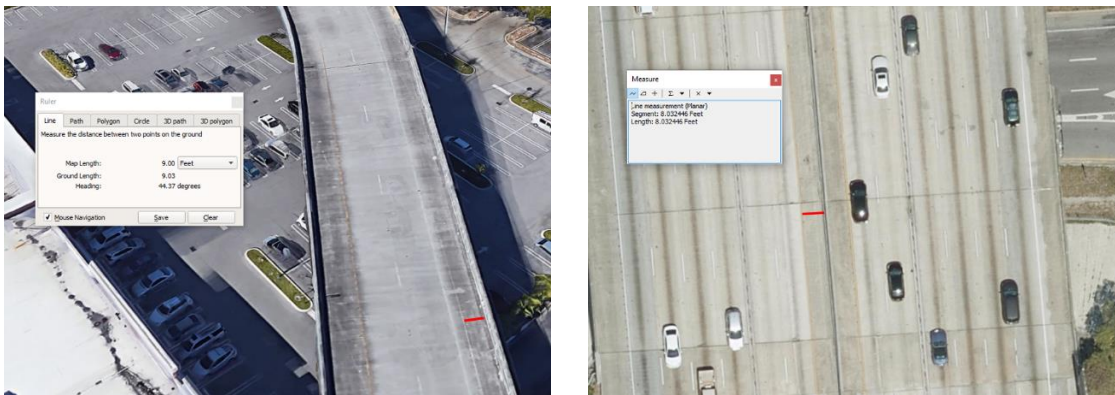 Ruler
Line Path Polygon Circle 3D path 3D polygon
Measure the distance between two points on the ground
Map Length: 9.00 Feet
Ground Length: 9.03
Heading: 44.37 degrees
Mouse Navigation Save Clear
Measure
Line measurement (Planar)
Segment: 8.032446 Feet
Length: 8.032446 Feet